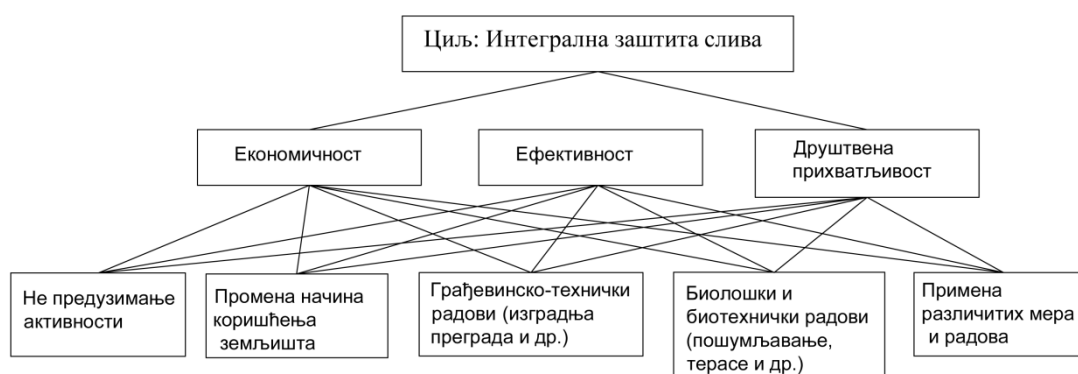 Циљ: Интегрална заштита слива
Економичност
Ефективност
Друштвена
прихватљивост
Не предузимање
активности
Промена начина
коришћења
земљишта
Грађевинско-технички
радови (изградња
преграда и др.)
Биолошки и
биотехнички радови
(пошумљавање,
терасе и др.)
Примена
различитих мера
и радова